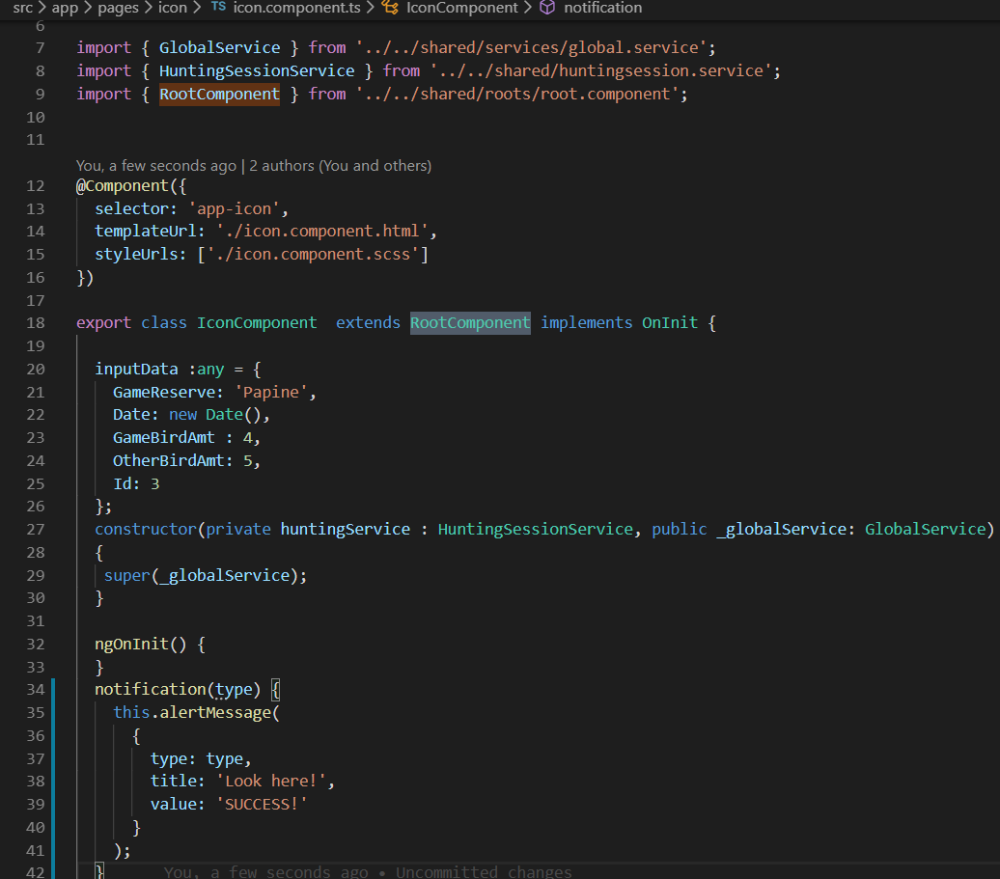 src > app > pages > icon > TS icon.component.ts > IconComponent > notification
6
7 import { GlobalService } from '../../shared/services/global.service';
8 import { HuntingSessionService } from '../../shared/huntingsession.service';
9 import { RootComponent } from '../../shared/roots/root.component';
10
11
You, a few seconds ago | 2 authors (You and others)
12 @Component({
13   selector: 'app-icon',
14   templateUrl: './icon.component.html',
15   styleUrls: ['./icon.component.scss']
16 })
17
18 export class IconComponent  extends RootComponent implements OnInit {
19
20   inputData :any = {
21     GameReserve: 'Papine',
22     Date: new Date(),
23     GameBirdAmt : 4,
24     OtherBirdAmt: 5,
25     Id: 3
26   };
27   constructor(private huntingService : HuntingSessionService, public _globalService: GlobalService)
28   {
29    super(_globalService);
30   }
31
32   ngOnInit() {
33   }
34   notification(type) {
35     this.alertMessage(
36       {
37         type: type,
38         title: 'Look here!',
39         value: 'SUCCESS!'
40       }
41     );
42   }      You, a few seconds ago • Uncommitted changes